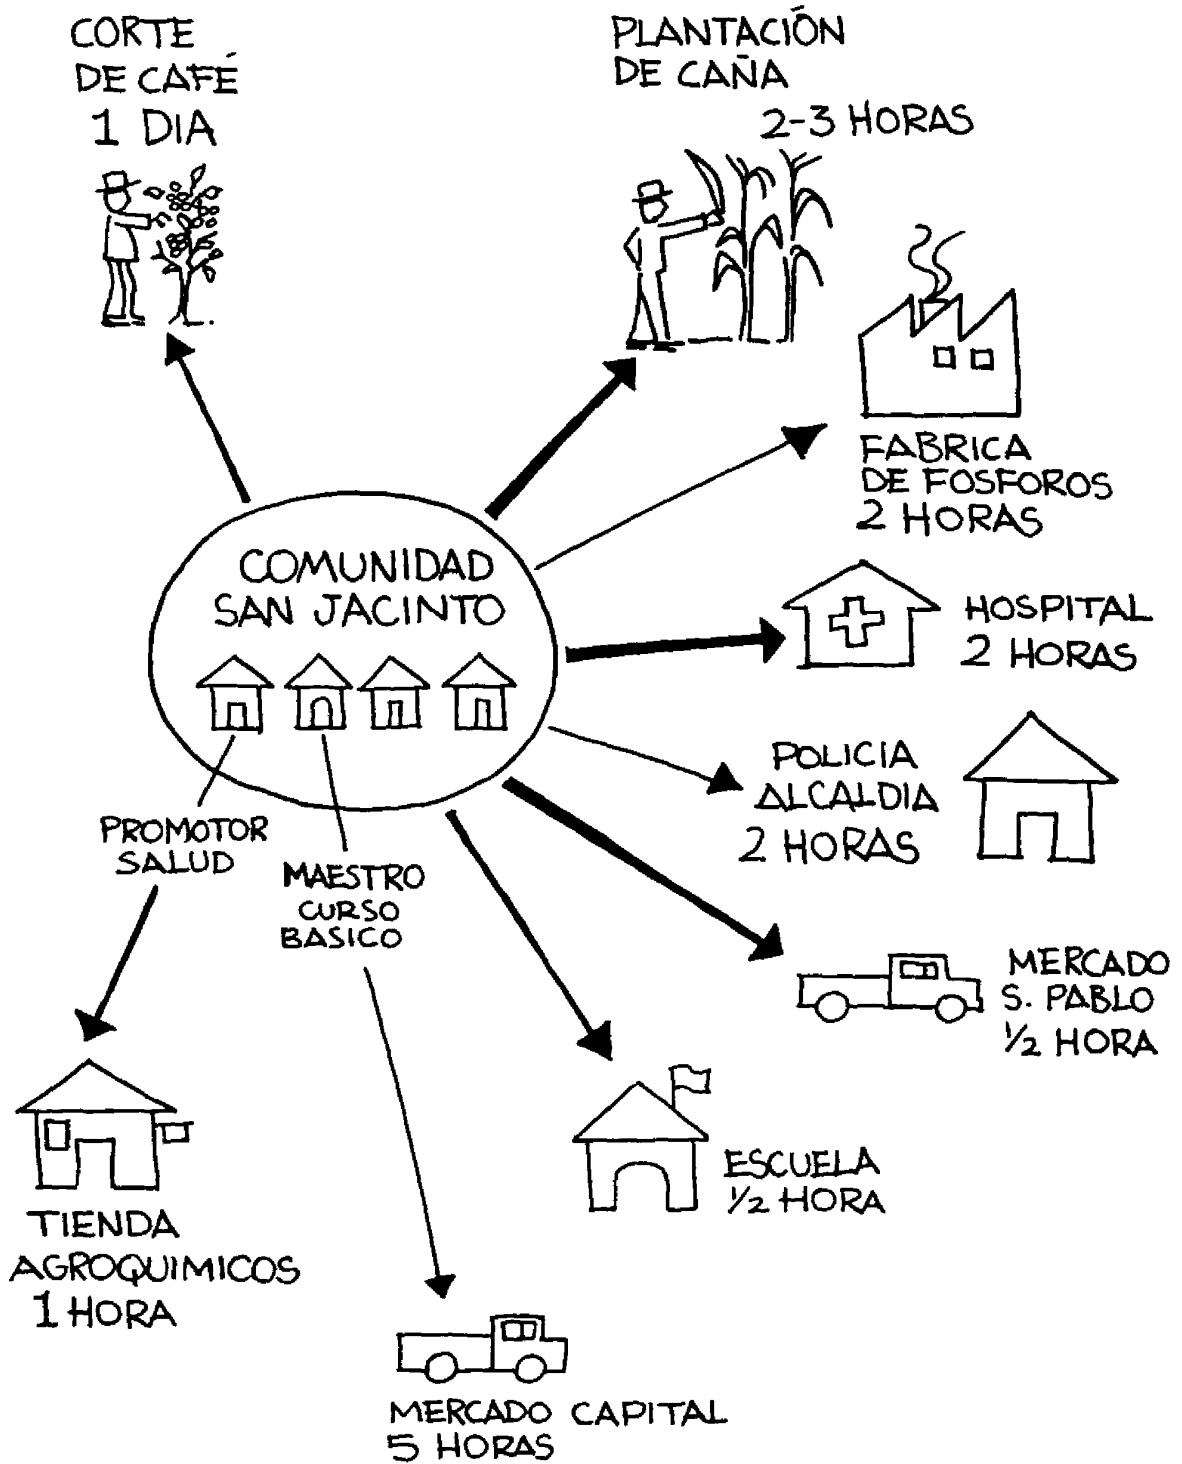 CORTE
DE CAFÉ
1 DIA
PLANTACIÓN
DE CAÑA
2-3 HORAS
FABRICA
DE FOSFOROS
2 HORAS
COMUNIDAD
SAN JACINTO
HOSPITAL
2 HORAS
POLICIA
ALCALDIA
2 HORAS
PROMOTOR
SALUD
MAESTRO
CURSO
BASICO
MERCADO
S. PABLO
1/2 HORA
ESCUELA
1/2 HORA
TIENDA
AGROQUIMICOS
1 HORA
MERCADO CAPITAL
5 HORAS